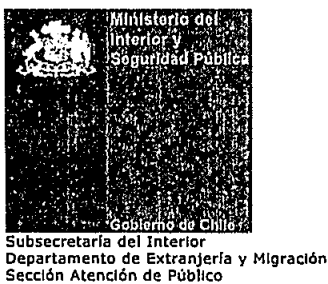 Ministerio del
Interior y
Seguridad Pública
Gobierno de Chile
Subsecretaría del Interior
Departamento de Extranjería y Migración
Sección Atención de Público